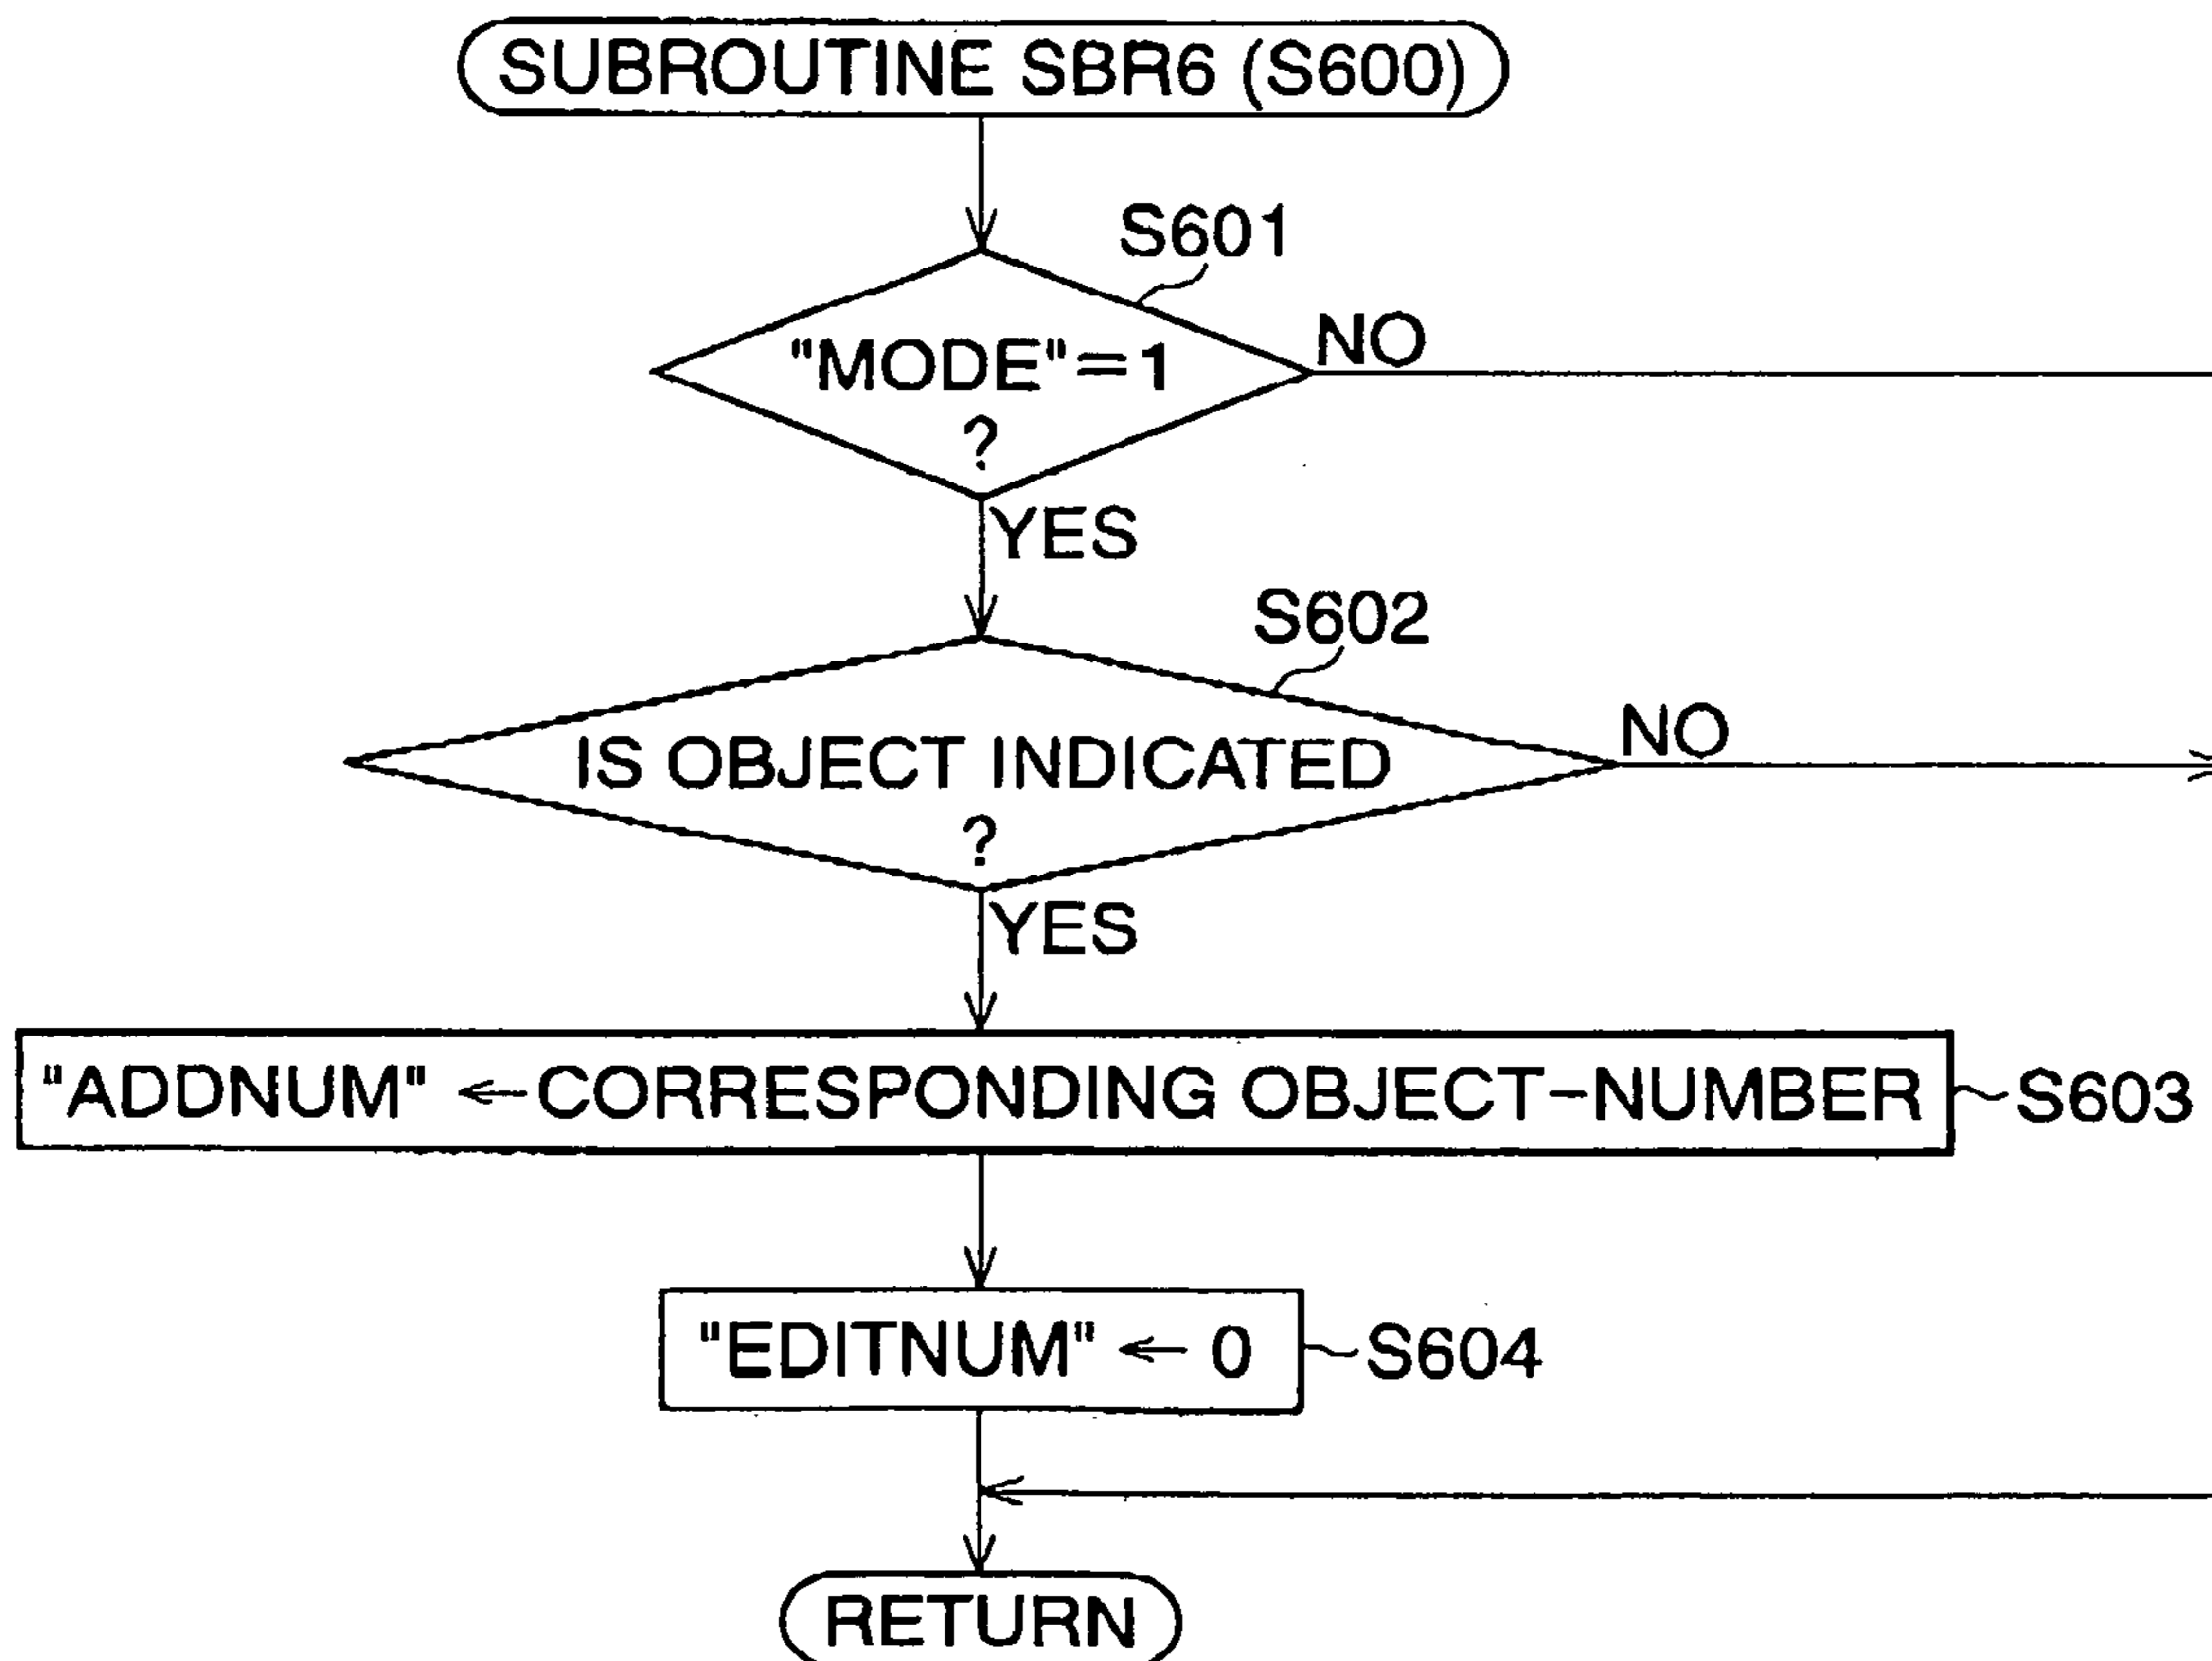 SUBROUTINE SBR6 (S600)
S601
"MODE"=1
?
NO
YES
S602
IS OBJECT INDICATED
?
NO
YES
"ADDNUM" ← CORRESPONDING OBJECT-NUMBER
S603
"EDITNUM" ← 0
S604
RETURN